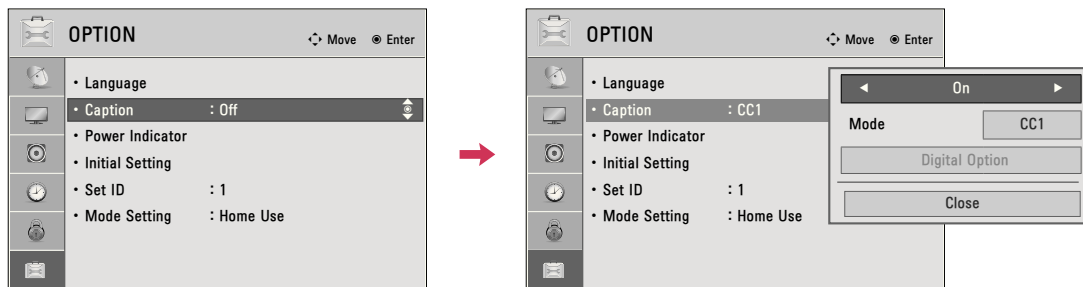 OPTION
Move Enter
• Language
• Caption : Off
• Power Indicator
• Initial Setting
• Set ID : 1
• Mode Setting : Home Use
OPTION
Move Enter
• Language
• Caption : CC1
• Power Indicator
• Initial Setting
• Set ID : 1
• Mode Setting : Home Use
On
Mode CC1
Digital Option
Close